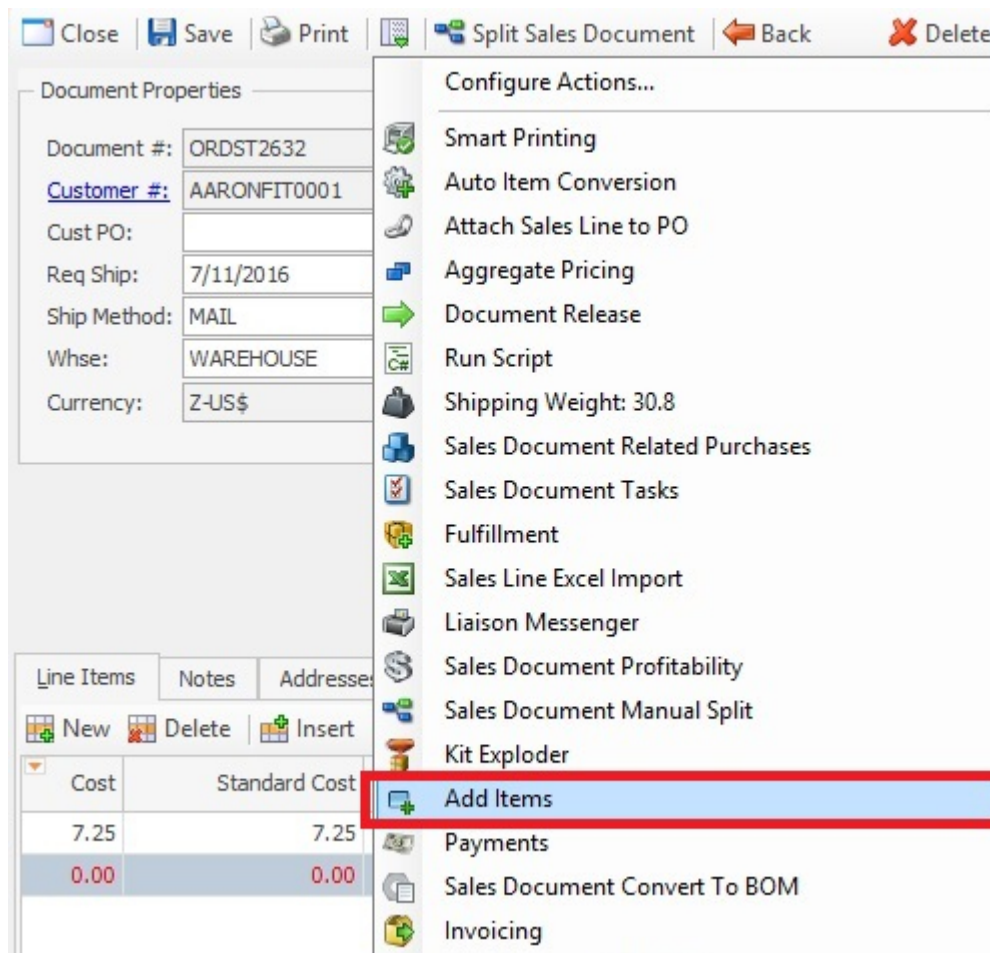 Close Save Print Split Sales Document Back Delete
Document Properties
Document #: ORDST2632
Customer #: AARONFIT0001
Cust PO:
Req Ship: 7/11/2016
Ship Method: MAIL
Whse: WAREHOUSE
Currency: Z-US$
Configure Actions...
Smart Printing
Auto Item Conversion
Attach Sales Line to PO
Aggregate Pricing
Document Release
C#
Run Script
Shipping Weight: 30.8
Sales Document Related Purchases
Sales Document Tasks
Fulfillment
Sales Line Excel Import
Liaison Messenger
Sales Document Profitability
Sales Document Manual Split
Kit Exploder
Add Items
Payments
Sales Document Convert To BOM
Invoicing
Line Items Notes Addresses
New Delete Insert
Cost Standard Cost
7.25 7.25
0.00 0.00